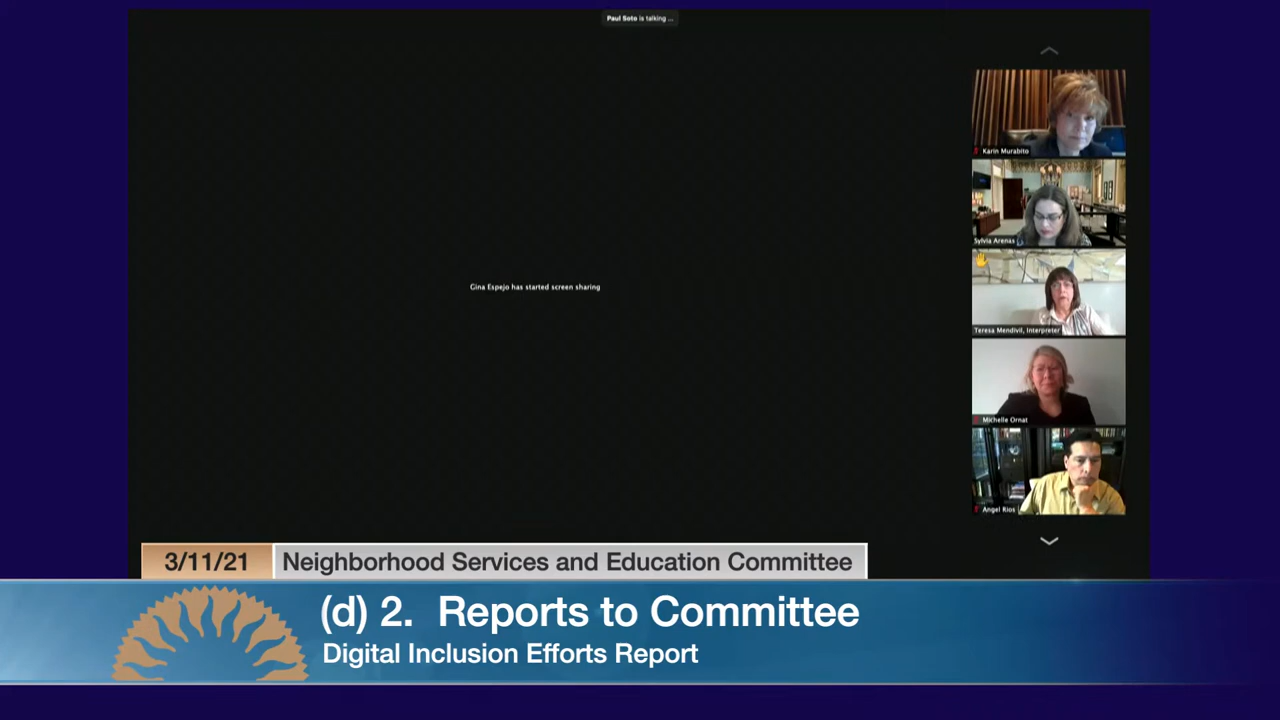 Paul Soto is talking ...
Karin Murabito
Sylvia Arenas
Gina Espejo has started screen sharing
Teresa Mendivil, Interpreter
Michelle Ornat
Angel Rios
3/11/21
Neighborhood Services and Education Committee
(d) 2. Reports to Committee
Digital Inclusion Efforts Report